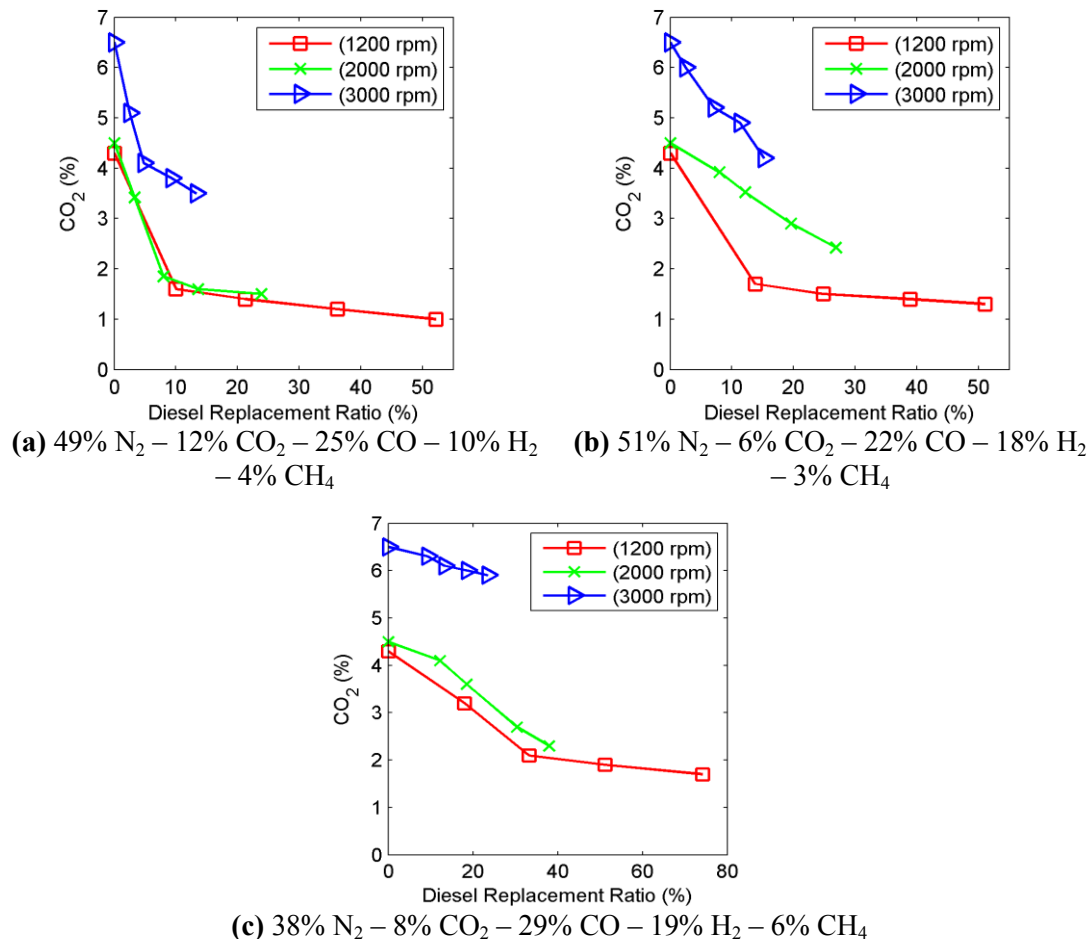 7
6
5
4
3
2
1
0
CO₂ (%)
(1200 rpm)
(2000 rpm)
(3000 rpm)
0 10 20 30 40 50
Diesel Replacement Ratio (%)
7
6
5
4
3
2
1
0
CO₂ (%)
(1200 rpm)
(2000 rpm)
(3000 rpm)
0 10 20 30 40 50
Diesel Replacement Ratio (%)
(a) 49% N₂ – 12% CO₂ – 25% CO – 10% H₂
– 4% CH₄
(b) 51% N₂ – 6% CO₂ – 22% CO – 18% H₂
– 3% CH₄
7
6
5
4
3
2
1
0
CO₂ (%)
(1200 rpm)
(2000 rpm)
(3000 rpm)
0 20 40 60 80
Diesel Replacement Ratio (%)
(c) 38% N₂ – 8% CO₂ – 29% CO – 19% H₂ – 6% CH₄